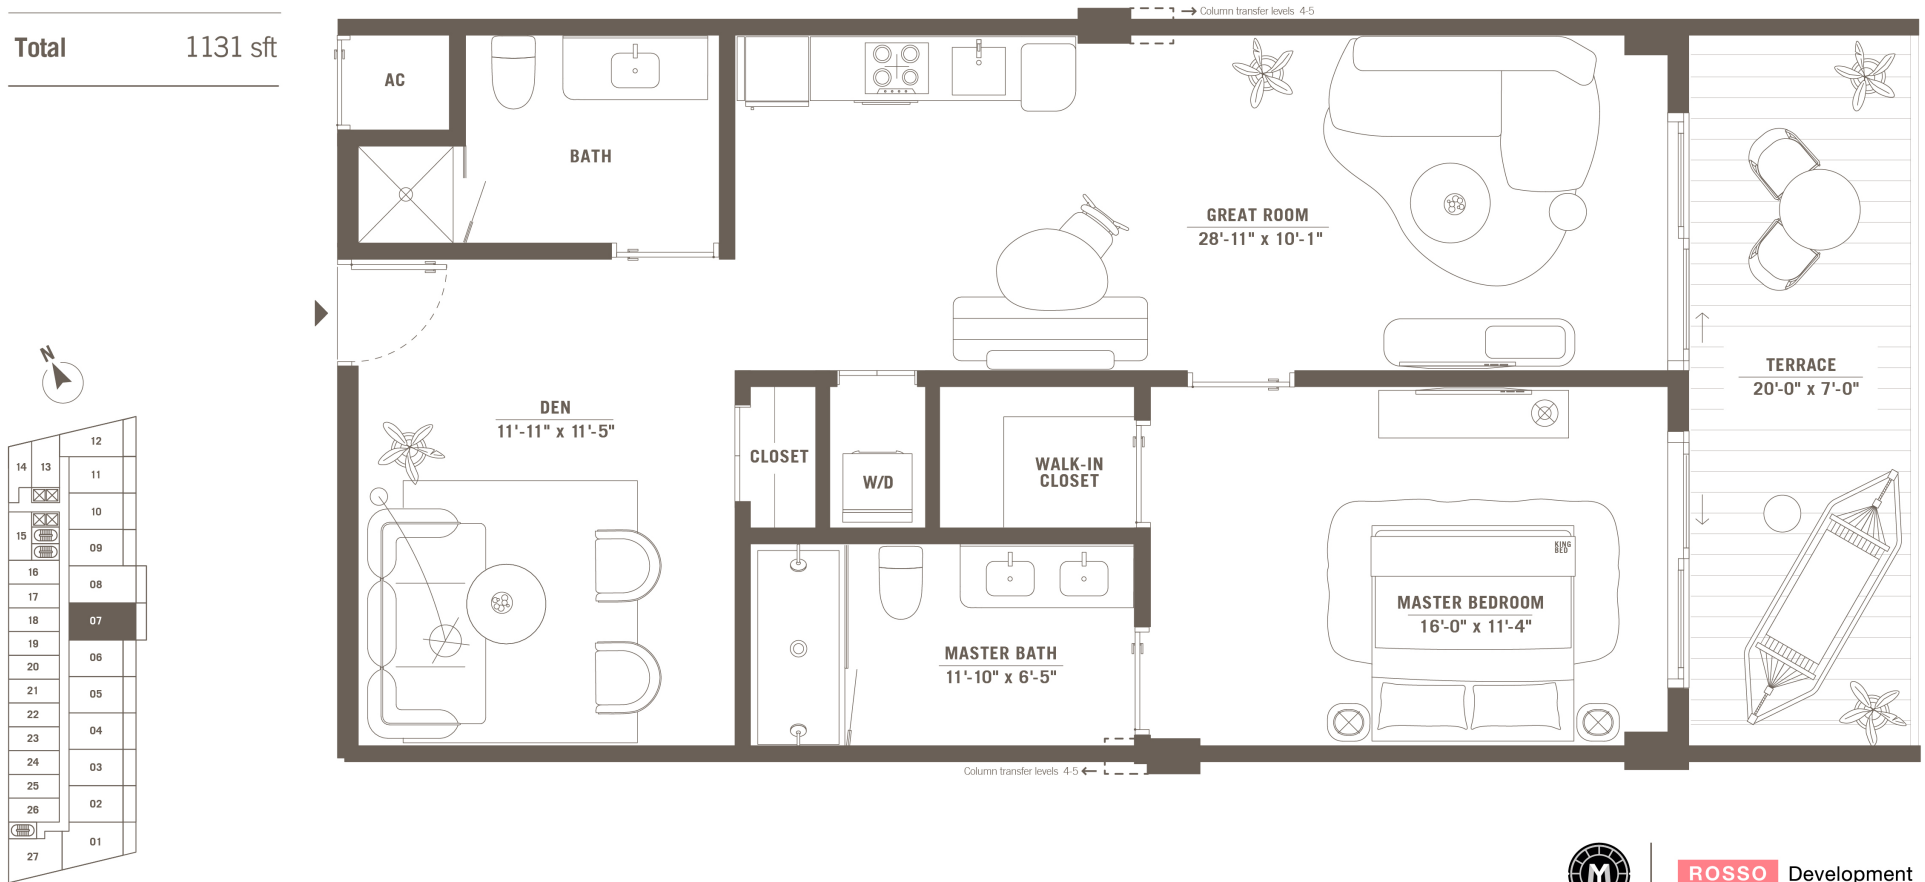 Total 1131 sft
Column transfer levels 4-5
AC
BATH
GREAT ROOM
28'-11" x 10'-1"
TERRACE
20'-0" x 7'-0"
DEN
11'-11" x 11'-5"
CLOSET
W/D
WALK-IN
CLOSET
KING
BED
MASTER BEDROOM
16'-0" x 11'-4"
MASTER BATH
11'-10" x 6'-5"
Column transfer levels 4-5
N
12
14 13
11
10
15
09
16
08
17
18
07
19
06
20
21
05
22
04
23
24
03
25
02
26
01
27
M
ROSSO Development